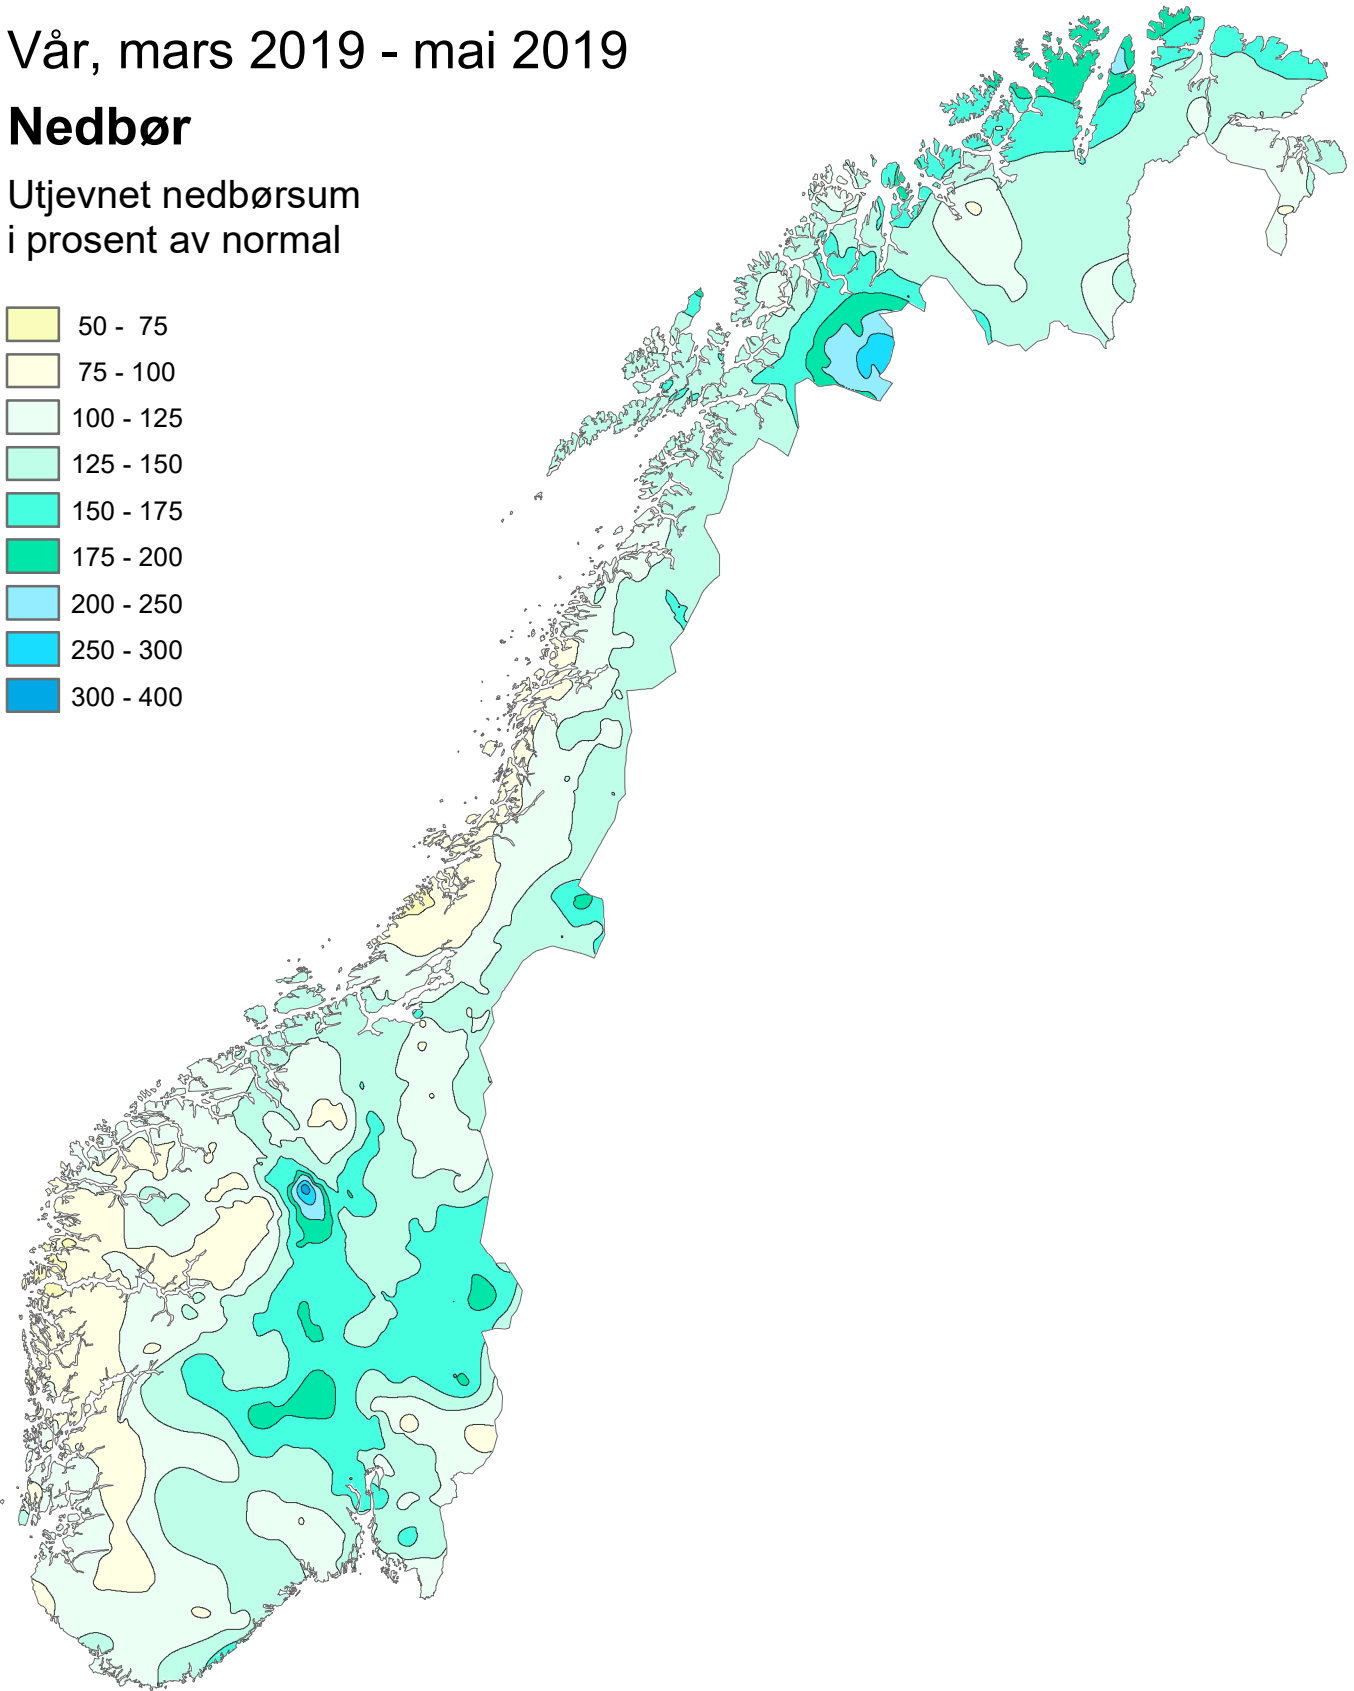 Vår, mars 2019 - mai 2019
Nedbør
Utjevnet nedbørsum
i prosent av normal
50 - 75
75 - 100
100 - 125
125 - 150
150 - 175
175 - 200
200 - 250
250 - 300
300 - 400